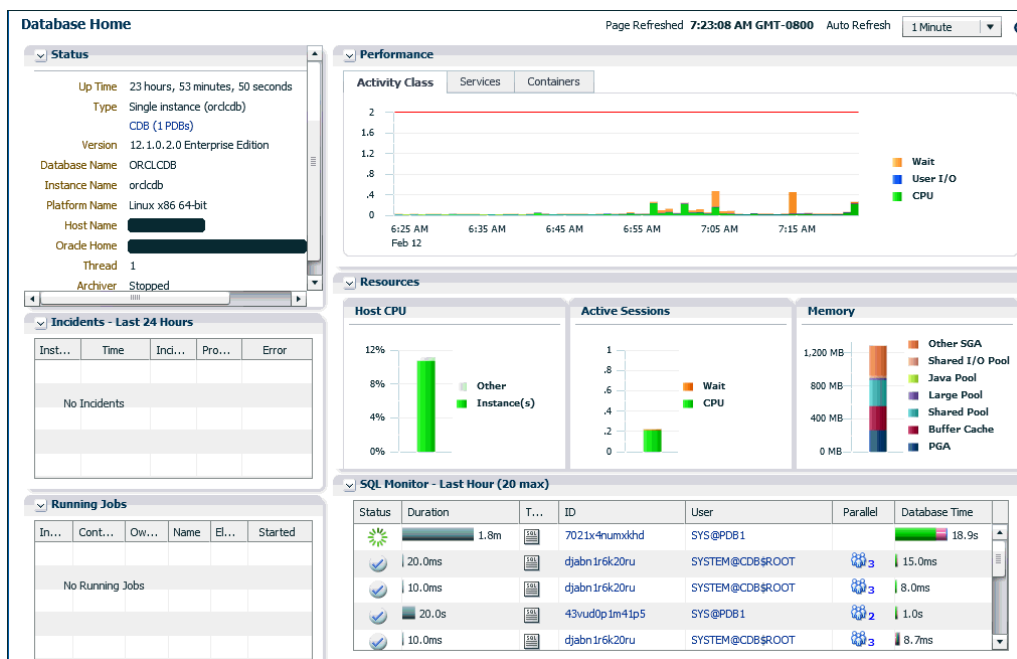 Database Home
Page Refreshed 7:23:08 AM GMT-0800 Auto Refresh 1 Minute
Status
Up Time 23 hours, 53 minutes, 50 seconds
Type Single instance (orclcdb)
CDB (1 PDBs)
Version 12.1.0.2.0 Enterprise Edition
Database Name ORCLCDB
Instance Name orclcdb
Platform Name Linux x86 64-bit
Host Name
Oracle Home
Thread 1
Archiver Stopped
Incidents - Last 24 Hours
Inst... Time Inci... Pro... Error
No Incidents
Running Jobs
In... Cont... Ow... Name El... Started
No Running Jobs
Performance
Activity Class Services Containers
2
1.6
1.2
.8
.4
0
6:25 AM 6:35 AM 6:45 AM 6:55 AM 7:05 AM 7:15 AM
Feb 12
Wait
User I/O
CPU
Resources
Host CPU
12%
8%
4%
0%
Other
Instance(s)
Active Sessions
1
.8
.6
.4
.2
0
Wait
CPU
Memory
1,200 MB
800 MB
400 MB
0 MB
Other SGA
Shared I/O Pool
Java Pool
Large Pool
Shared Pool
Buffer Cache
PGA
SQL Monitor - Last Hour (20 max)
Status Duration T... ID User Parallel Database Time
1.8m SQL 7021x4numxkhd SYS@PDB1 18.9s
20.0ms SQL djabn1r6k20ru SYSTEM@CDB$ROOT 3 15.0ms
10.0ms SQL djabn1r6k20ru SYSTEM@CDB$ROOT 3 8.0ms
20.0s SQL 43vud0p1m41p5 SYS@PDB1 2 1.0s
10.0ms SQL djabn1r6k20ru SYSTEM@CDB$ROOT 3 8.7ms